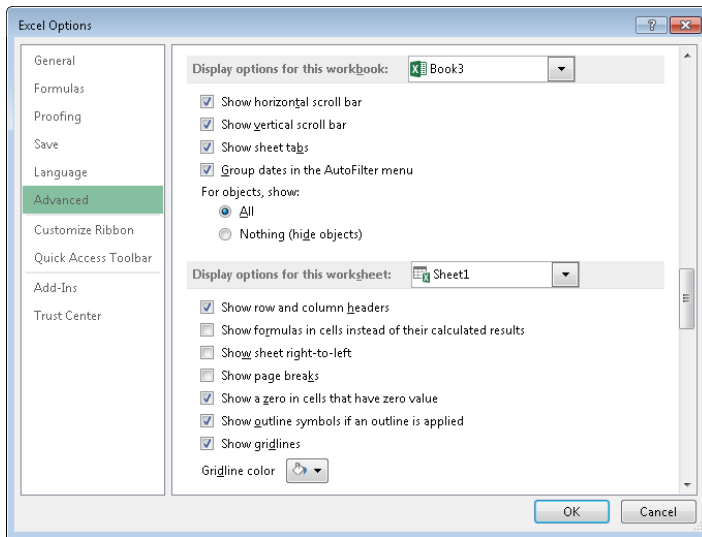 Excel Options
General
Formulas
Proofing
Save
Language
Advanced
Customize Ribbon
Quick Access Toolbar
Add-Ins
Trust Center
Display options for this workbook:
Book3
Show horizontal scroll bar
Show vertical scroll bar
Show sheet tabs
Group dates in the AutoFilter menu
For objects, show:
All
Nothing (hide objects)
Display options for this worksheet:
Sheet1
Show row and column headers
Show formulas in cells instead of their calculated results
Show sheet right-to-left
Show page breaks
Show a zero in cells that have zero value
Show outline symbols if an outline is applied
Show gridlines
Gridline color
OK
Cancel